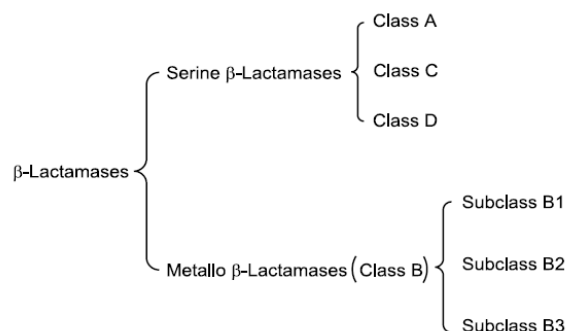 Class A
Serine β-Lactamases
Class C
Class D
β-Lactamases
Subclass B1
Metallo β-Lactamases (Class B)
Subclass B2
Subclass B3